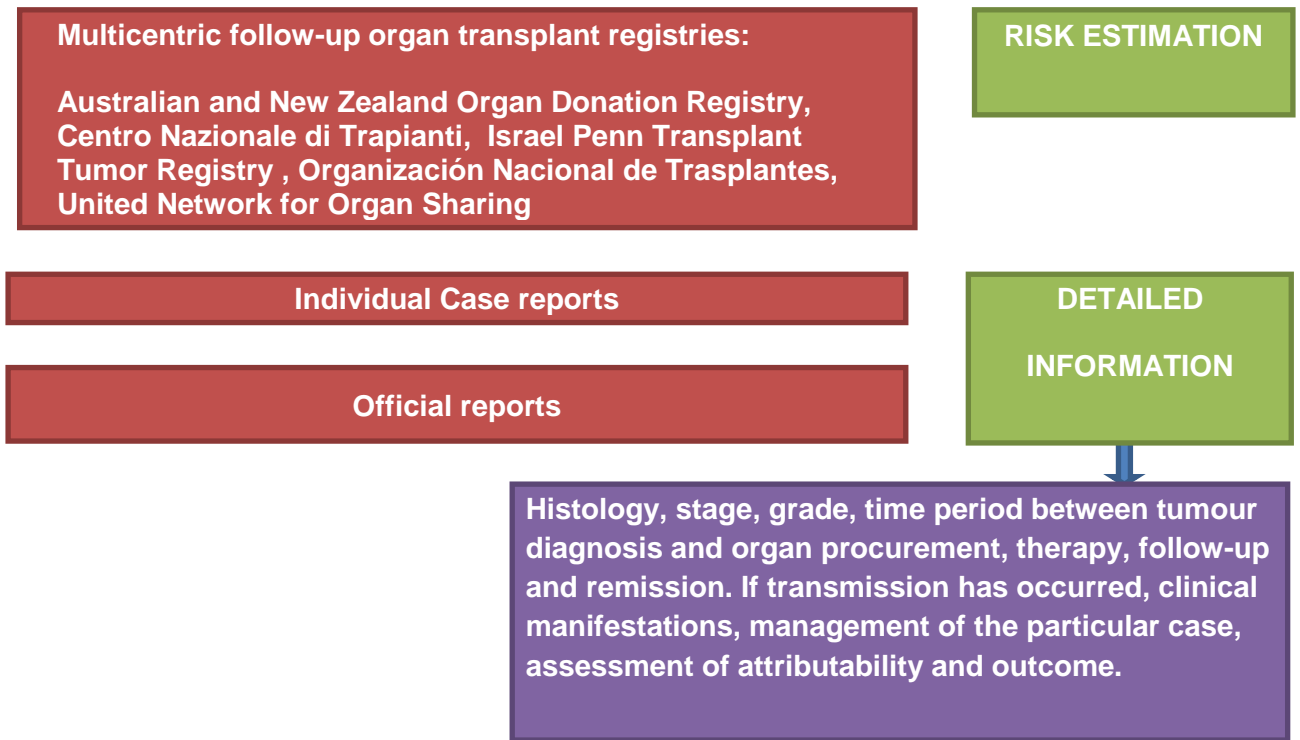 Multicentric follow-up organ transplant registries:
Australian and New Zealand Organ Donation Registry,
Centro Nazionale di Trapianti, Israel Penn Transplant
Tumor Registry , Organización Nacional de Trasplantes,
United Network for Organ Sharing
RISK ESTIMATION
Individual Case reports
Official reports
DETAILED
INFORMATION
Histology, stage, grade, time period between tumour
diagnosis and organ procurement, therapy, follow-up
and remission. If transmission has occurred, clinical
manifestations, management of the particular case,
assessment of attributability and outcome.